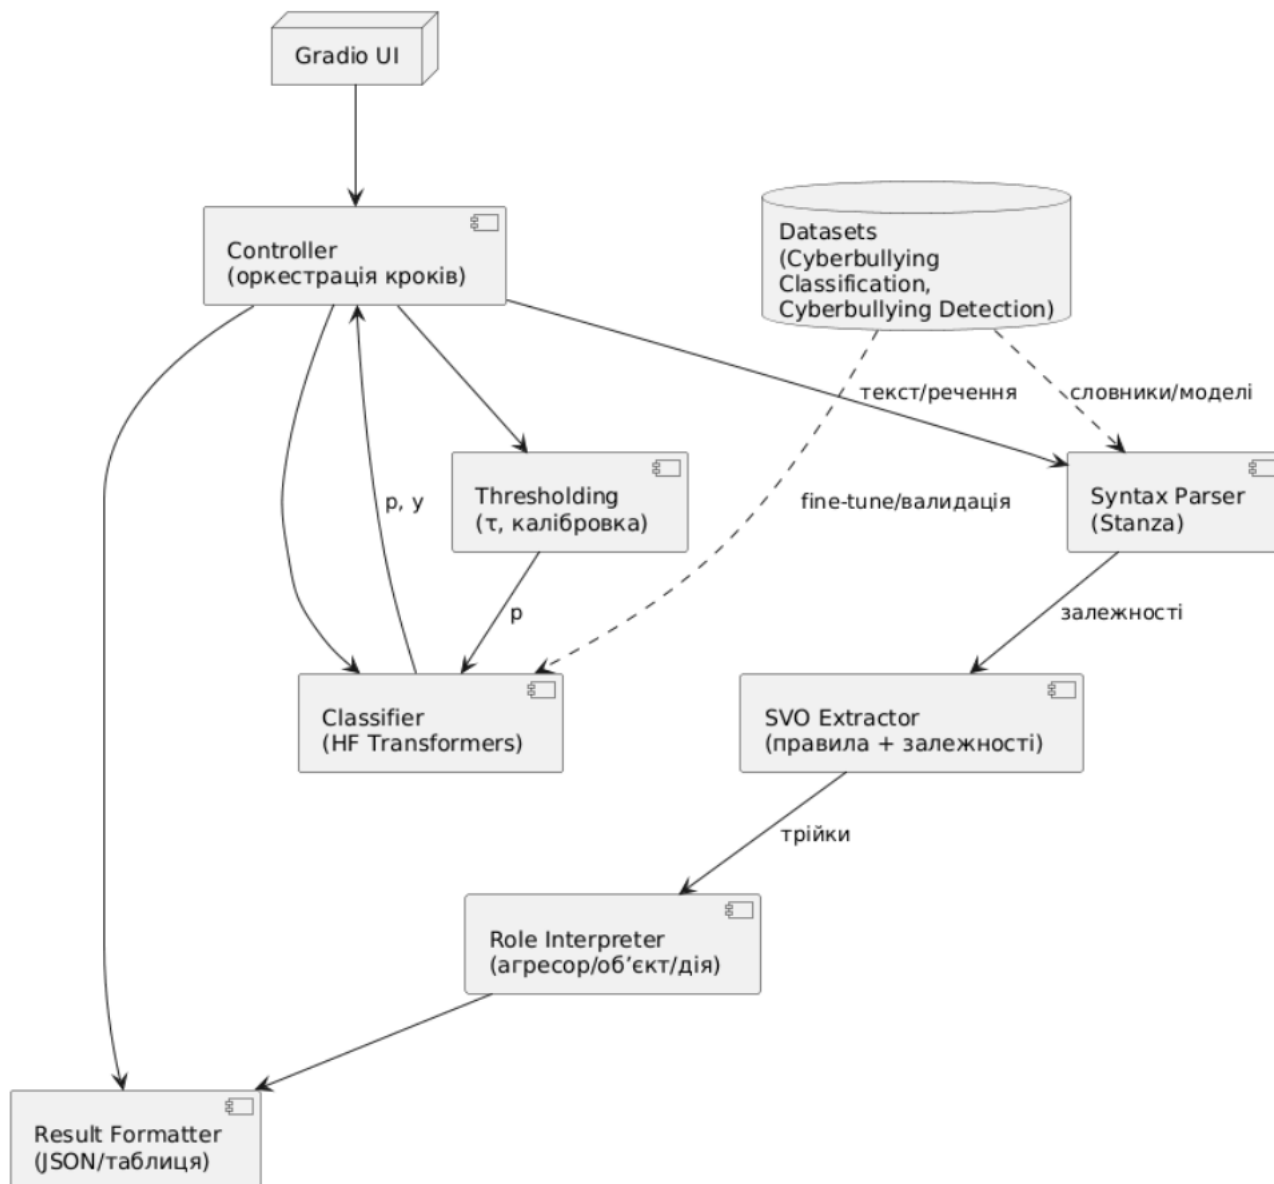 Gradio UI
Controller
(оркестрація кроків)
Datasets
(Cyberbullying
Classification,
Cyberbullying Detection)
текст/речення
словники/моделі
p, y
Thresholding
(τ, калібровка)
fine-tune/валидація
Syntax Parser
(Stanza)
p
залежності
Classifier
(HF Transformers)
SVO Extractor
(правила + залежності)
трійки
Role Interpreter
(агресор/об’єкт/дія)
Result Formatter
(JSON/таблиця)